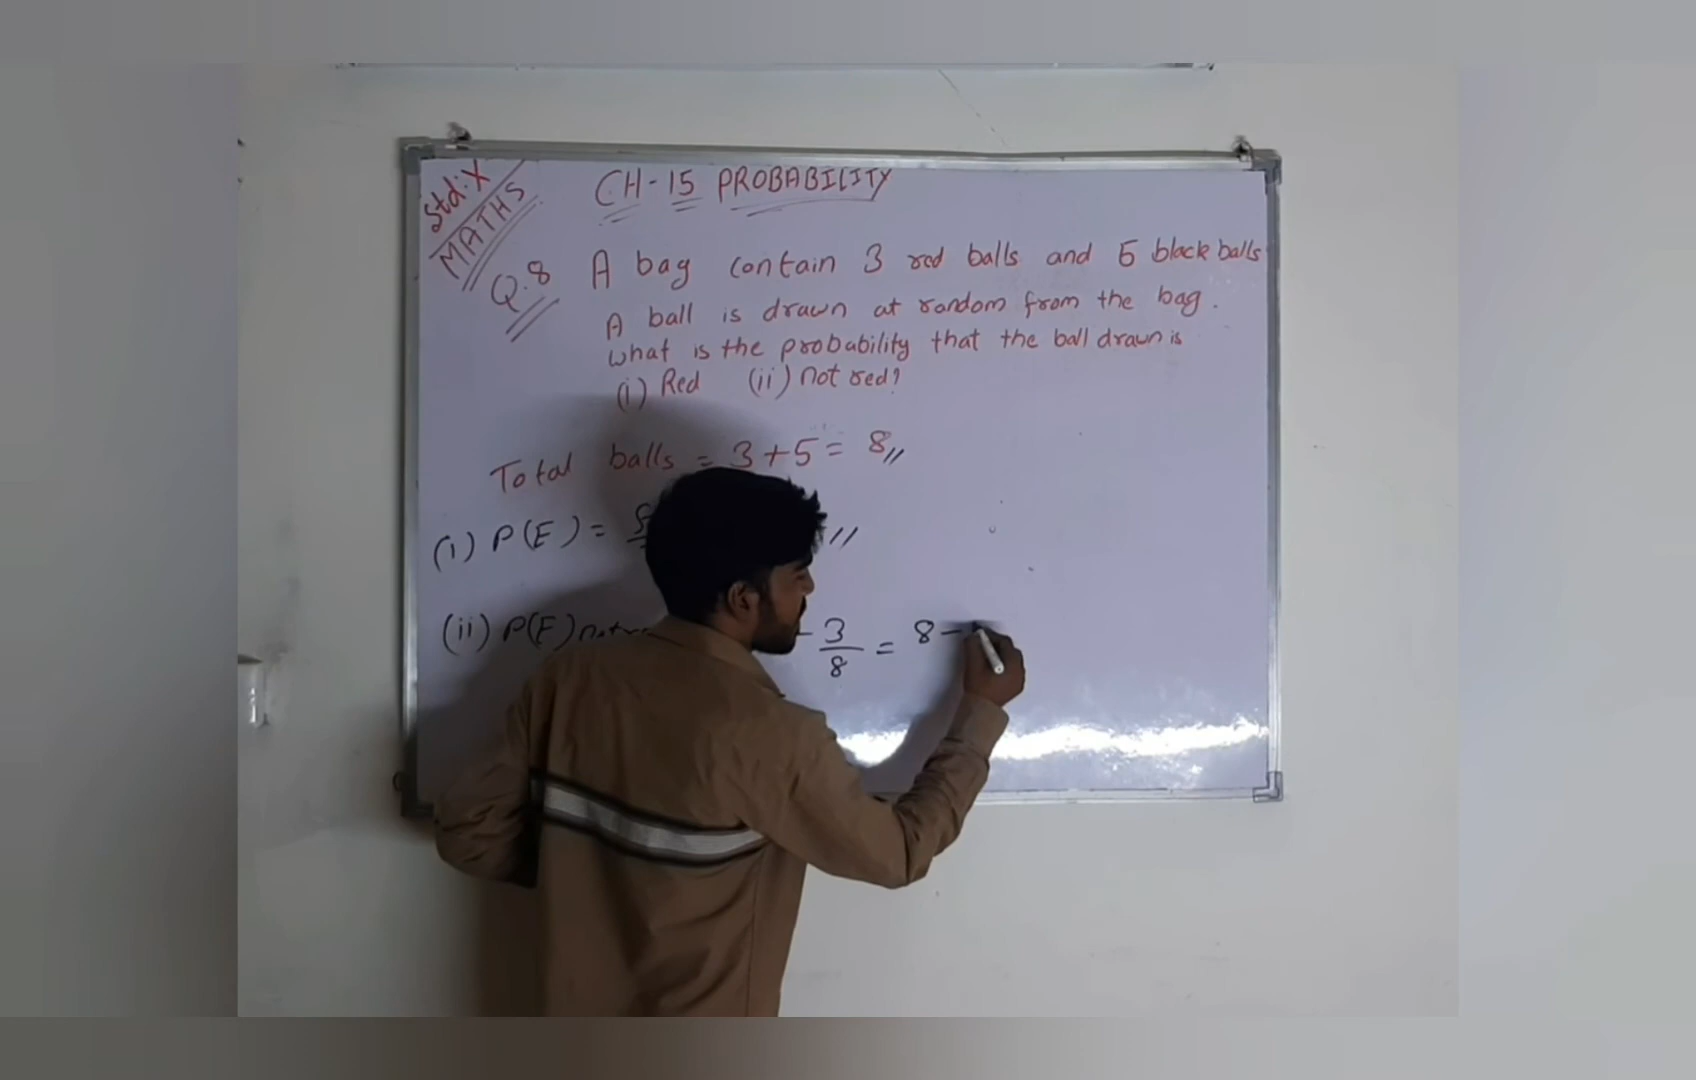 Std:X
MATHS
CH-15 PROBABILITY
Q.8 A bag contain 3 red balls and 5 black balls
A ball is drawn at random from the bag.
what is the probability that the ball drawn is
(i) Red (ii) not red?
Total balls = 3+5 = 8//
(i) P(E) = //
(ii) P(E) - 3/8 = 8-